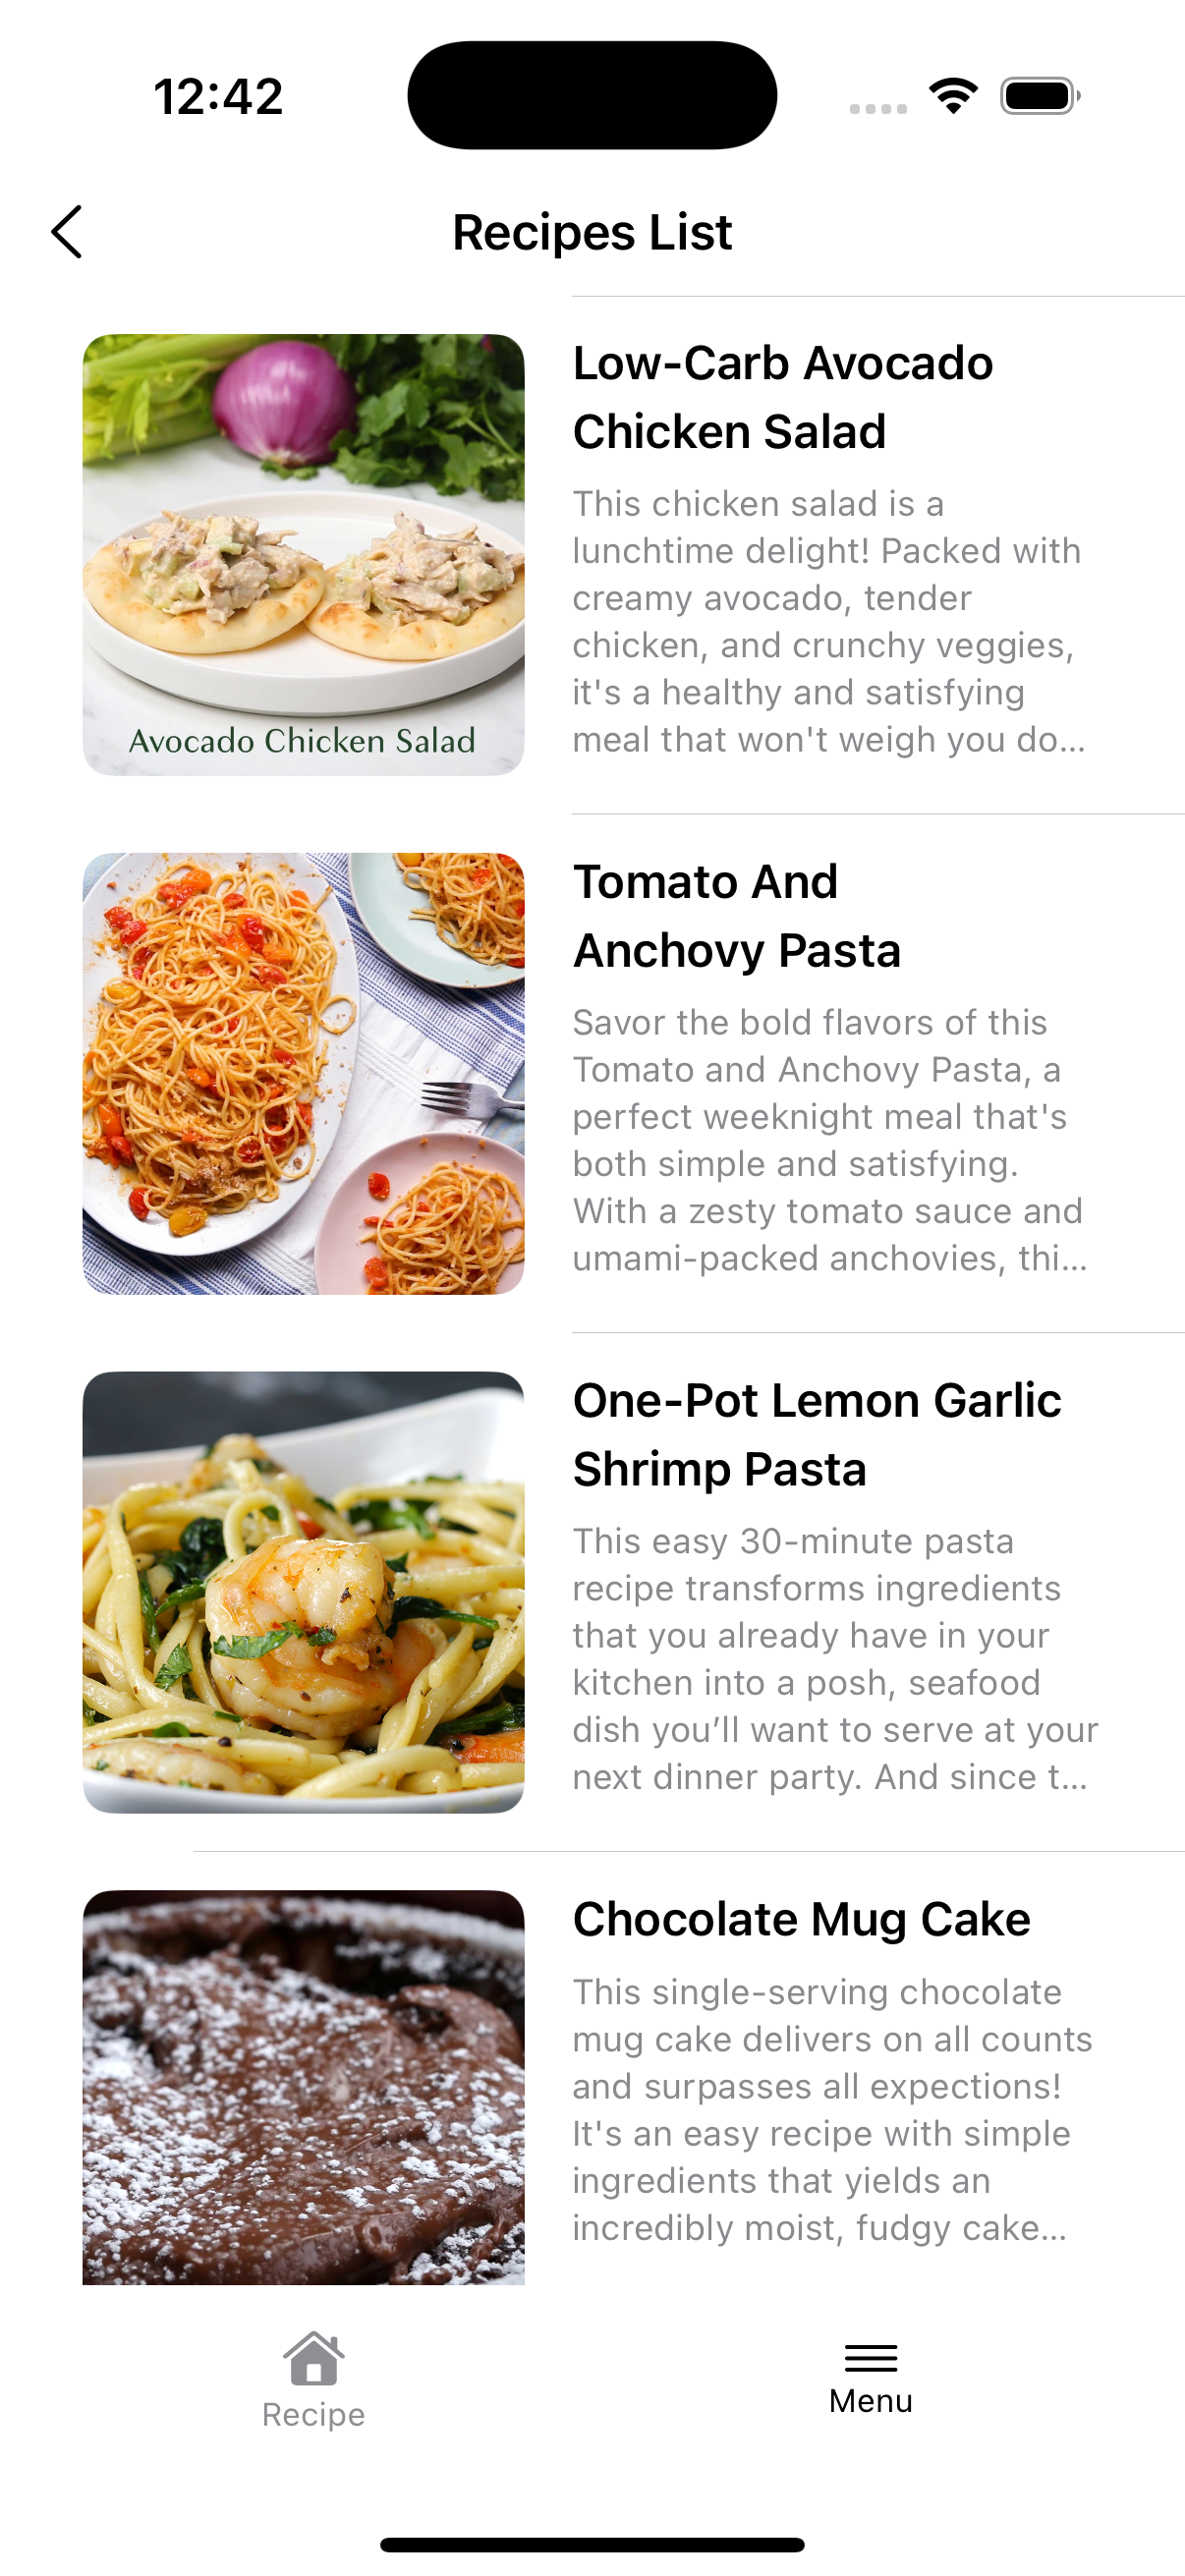 12:42
Recipes List
Low-Carb Avocado
Chicken Salad
This chicken salad is a
lunchtime delight! Packed with
creamy avocado, tender
chicken, and crunchy veggies,
it's a healthy and satisfying
meal that won't weigh you do...
Avocado Chicken Salad
Tomato And
Anchovy Pasta
Savor the bold flavors of this
Tomato and Anchovy Pasta, a
perfect weeknight meal that's
both simple and satisfying.
With a zesty tomato sauce and
umami-packed anchovies, thi...
One-Pot Lemon Garlic
Shrimp Pasta
This easy 30-minute pasta
recipe transforms ingredients
that you already have in your
kitchen into a posh, seafood
dish you’ll want to serve at your
next dinner party. And since t...
Chocolate Mug Cake
This single-serving chocolate
mug cake delivers on all counts
and surpasses all expections!
It's an easy recipe with simple
ingredients that yields an
incredibly moist, fudgy cake...
Recipe
Menu